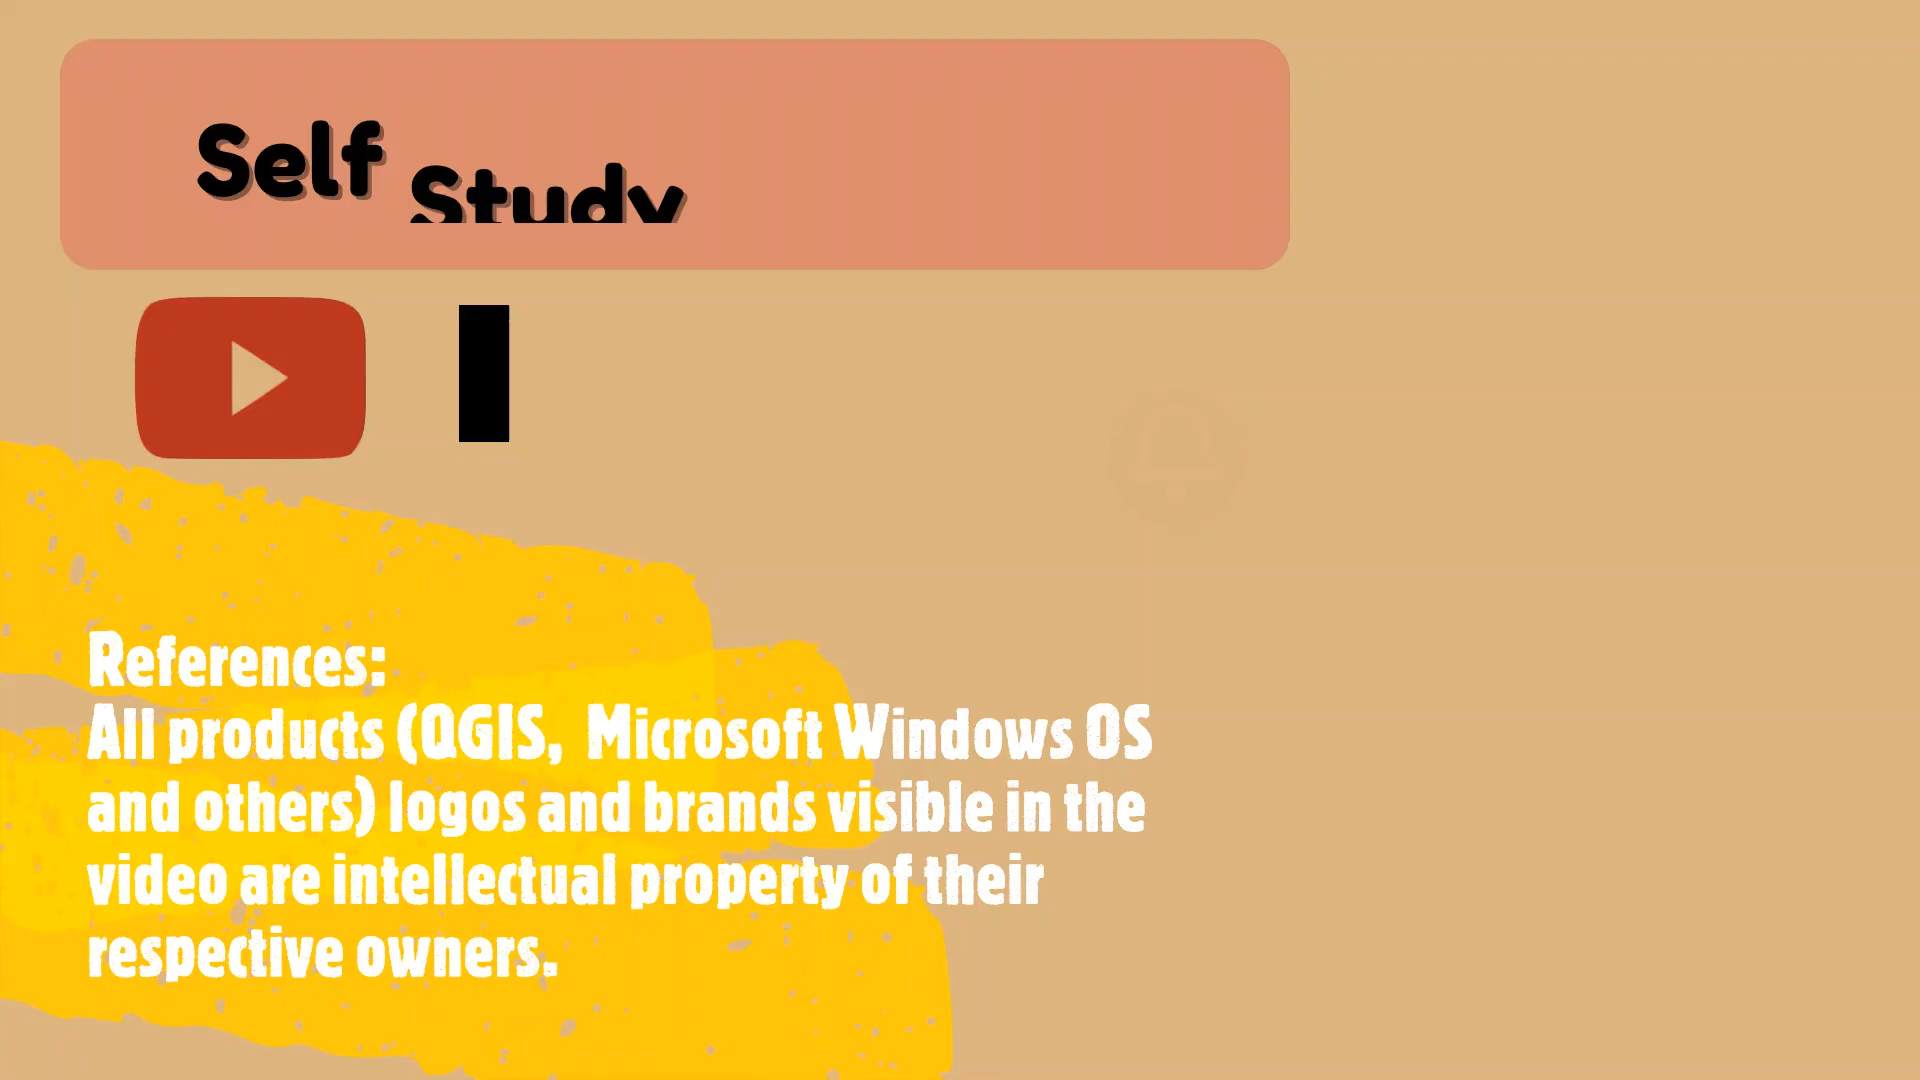 Self Study
References:
All products (QGIS, Microsoft Windows OS
and others) logos and brands visible in the
video are intellectual property of their
respective owners.